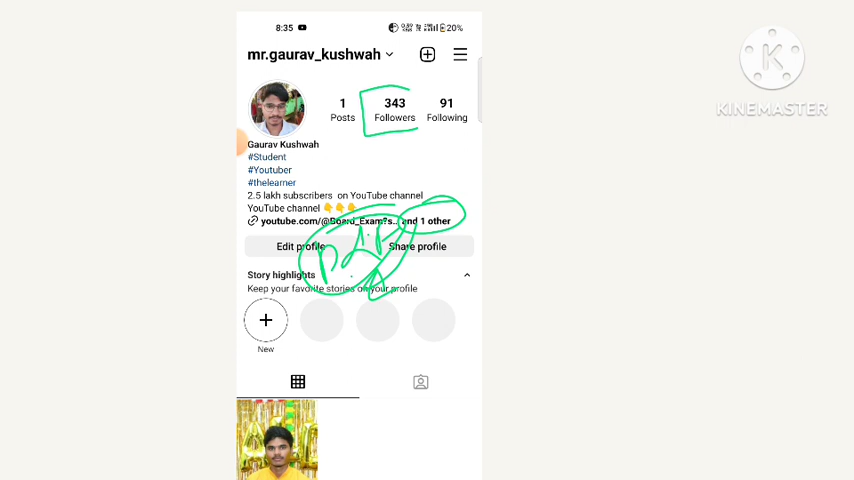 8:35
20%
mr.gaurav_kushwah
1 343 91
Posts Followers Following
Gaurav Kushwah
#Student
#Youtuber
#thelearner
2.5 lakh subscribers on YouTube channel
YouTube channel 👇👇👇
youtube.com/@Board_Exam?s... and 1 other
Edit profile Share profile
Story highlights
Keep your favorite stories on your profile
New
K
KINEMASTER